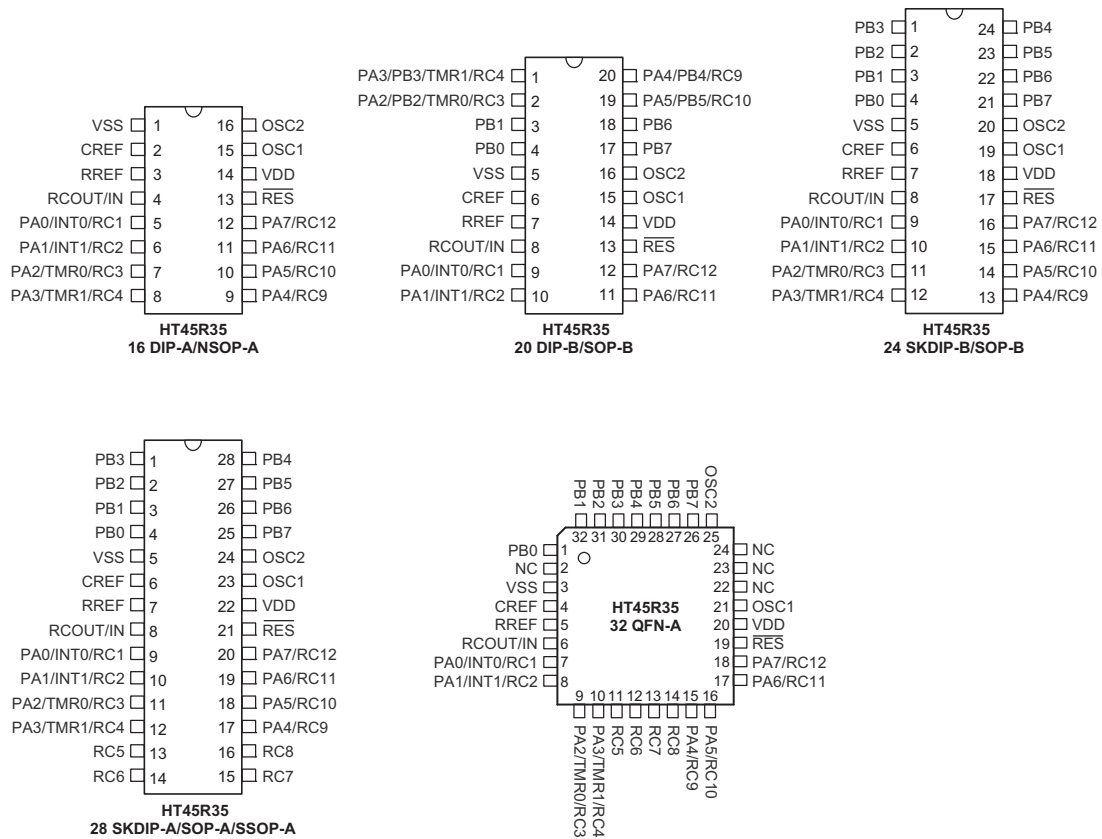 VSS 1 16 OSC2
CREF 2 15 OSC1
RREF 3 14 VDD
RCOUT/IN 4 13 RES
PA0/INT0/RC1 5 12 PA7/RC12
PA1/INT1/RC2 6 11 PA6/RC11
PA2/TMR0/RC3 7 10 PA5/RC10
PA3/TMR1/RC4 8 9 PA4/RC9
HT45R35
16 DIP-A/NSOP-A
PA3/PB3/TMR1/RC4 1 20 PA4/PB4/RC9
PA2/PB2/TMR0/RC3 2 19 PA5/PB5/RC10
PB1 3 18 PB6
PB0 4 17 PB7
VSS 5 16 OSC2
CREF 6 15 OSC1
RREF 7 14 VDD
RCOUT/IN 8 13 RES
PA0/INT0/RC1 9 12 PA7/RC12
PA1/INT1/RC2 10 11 PA6/RC11
HT45R35
20 DIP-B/SOP-B
PB3 1 24 PB4
PB2 2 23 PB5
PB1 3 22 PB6
PB0 4 21 PB7
VSS 5 20 OSC2
CREF 6 19 OSC1
RREF 7 18 VDD
RCOUT/IN 8 17 RES
PA0/INT0/RC1 9 16 PA7/RC12
PA1/INT1/RC2 10 15 PA6/RC11
PA2/TMR0/RC3 11 14 PA5/RC10
PA3/TMR1/RC4 12 13 PA4/RC9
HT45R35
24 SKDIP-B/SOP-B
PB3 1 28 PB4
PB2 2 27 PB5
PB1 3 26 PB6
PB0 4 25 PB7
VSS 5 24 OSC2
CREF 6 23 OSC1
RREF 7 22 VDD
RCOUT/IN 8 21 RES
PA0/INT0/RC1 9 20 PA7/RC12
PA1/INT1/RC2 10 19 PA6/RC11
PA2/TMR0/RC3 11 18 PA5/RC10
PA3/TMR1/RC4 12 17 PA4/RC9
RC5 13 16 RC8
RC6 14 15 RC7
HT45R35
28 SKDIP-A/SOP-A/SSOP-A
PB1 PB2 PB3 PB4 PB5 PB6 PB7 OSC2
32 31 30 29 28 27 26 25
PB0 1 24 NC
NC 2 23 NC
VSS 3 22 NC
CREF 4 21 OSC1
RREF 5 20 VDD
RCOUT/IN 6 19 RES
PA0/INT0/RC1 7 18 PA7/RC12
PA1/INT1/RC2 8 17 PA6/RC11
HT45R35
32 QFN-A
9 10 11 12 13 14 15 16
PA2/TMR0/RC3 PA3/TMR1/RC4 RC5 RC6 RC7 RC8 PA4/RC9 PA5/RC10